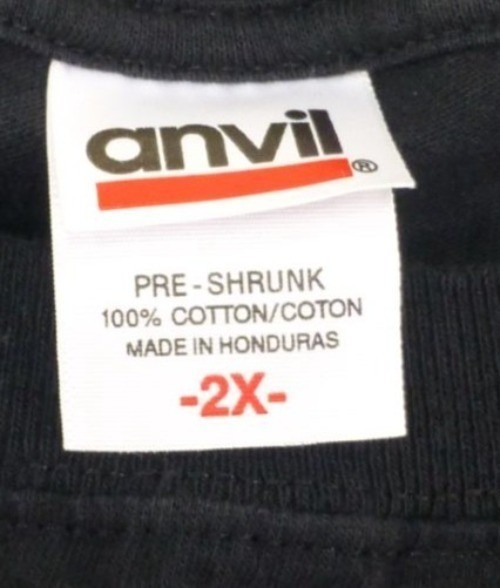 anvil®
PRE-SHRUNK
100% COTTON/COTON
MADE IN HONDURAS
-2X-